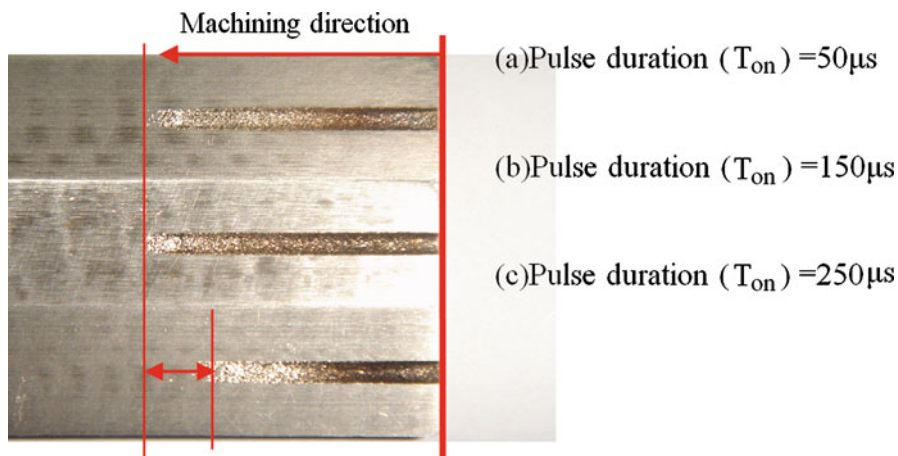 Machining direction
(a)Pulse duration (Ton) =50μs
(b)Pulse duration (Ton) =150μs
(c)Pulse duration (Ton) =250μs